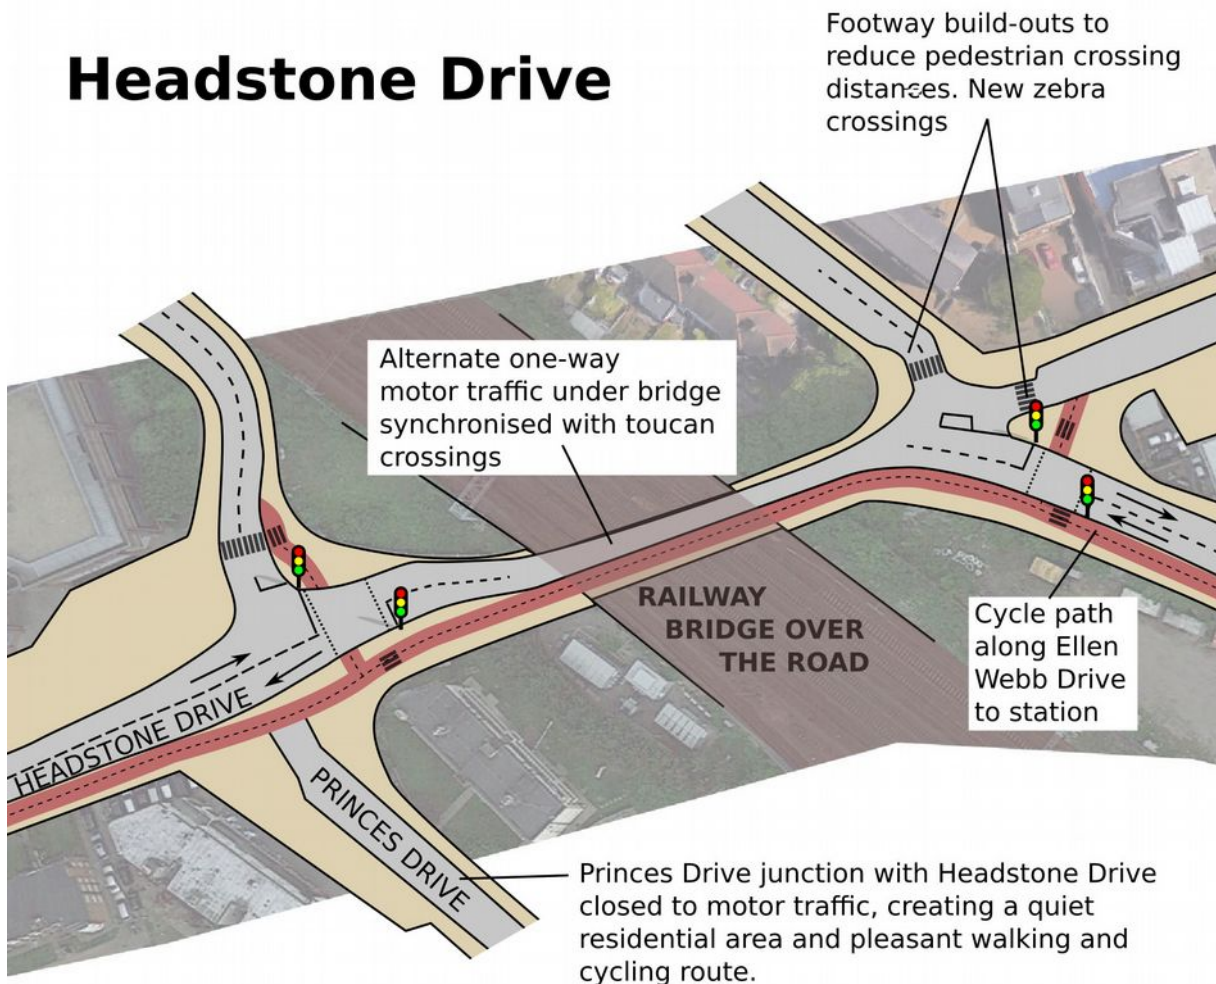 Headstone Drive
Footway build-outs to
reduce pedestrian crossing
distances. New zebra
crossings
Alternate one-way
motor traffic under bridge
synchronised with toucan
crossings
RAILWAY
BRIDGE OVER
THE ROAD
Cycle path
along Ellen
Webb Drive
to station
HEADSTONE DRIVE
PRINCES DRIVE
Princes Drive junction with Headstone Drive
closed to motor traffic, creating a quiet
residential area and pleasant walking and
cycling route.